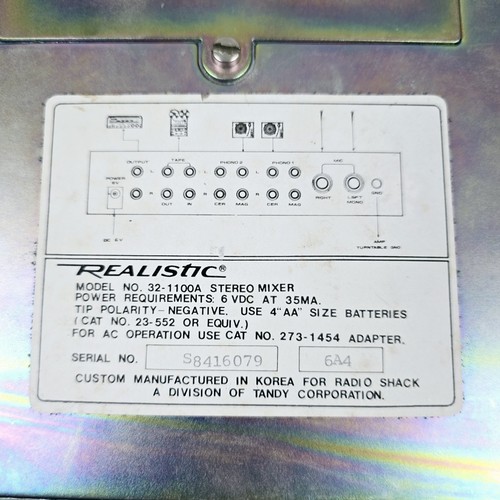 OUTPUT TAPE PHONO 2 PHONO 1 MIC
POWER
6V
L L L
R R R
OUT IN CER MAG CER MAG RIGHT LEFT GND
MONO
DC 6V AMP
TURNTABLE GND
REALISTIC®
MODEL NO. 32-1100A STEREO MIXER
POWER REQUIREMENTS: 6 VDC AT 35MA.
TIP POLARITY-NEGATIVE. USE 4"AA" SIZE BATTERIES
(CAT NO. 23-552 OR EQUIV.)
FOR AC OPERATION USE CAT NO. 273-1454 ADAPTER.
SERIAL NO. S8416079 6A4
CUSTOM MANUFACTURED IN KOREA FOR RADIO SHACK
A DIVISION OF TANDY CORPORATION.